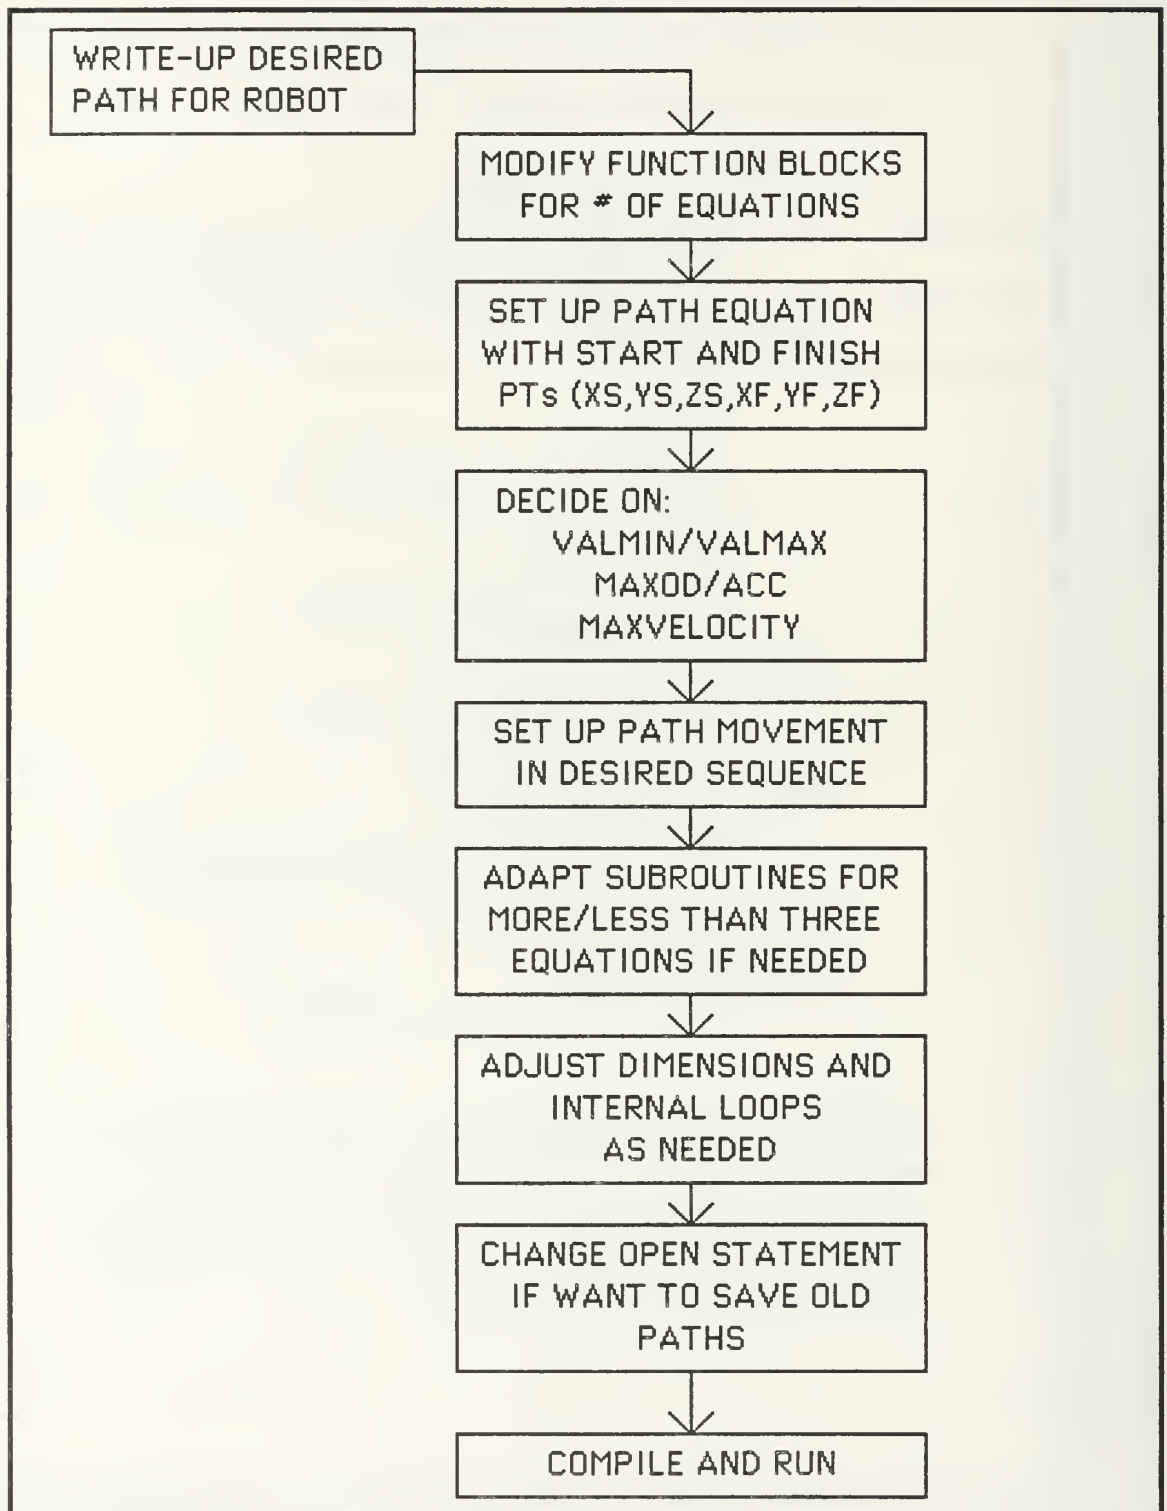 WRITE-UP DESIRED
PATH FOR ROBOT
MODIFY FUNCTION BLOCKS
FOR # OF EQUATIONS
SET UP PATH EQUATION
WITH START AND FINISH
PTs (XS,YS,ZS,XF,YF,ZF)
DECIDE ON:
VALMIN/VALMAX
MAXOD/ACC
MAXVELOCITY
SET UP PATH MOVEMENT
IN DESIRED SEQUENCE
ADAPT SUBROUTINES FOR
MORE/LESS THAN THREE
EQUATIONS IF NEEDED
ADJUST DIMENSIONS AND
INTERNAL LOOPS
AS NEEDED
CHANGE OPEN STATEMENT
IF WANT TO SAVE OLD
PATHS
COMPILE AND RUN